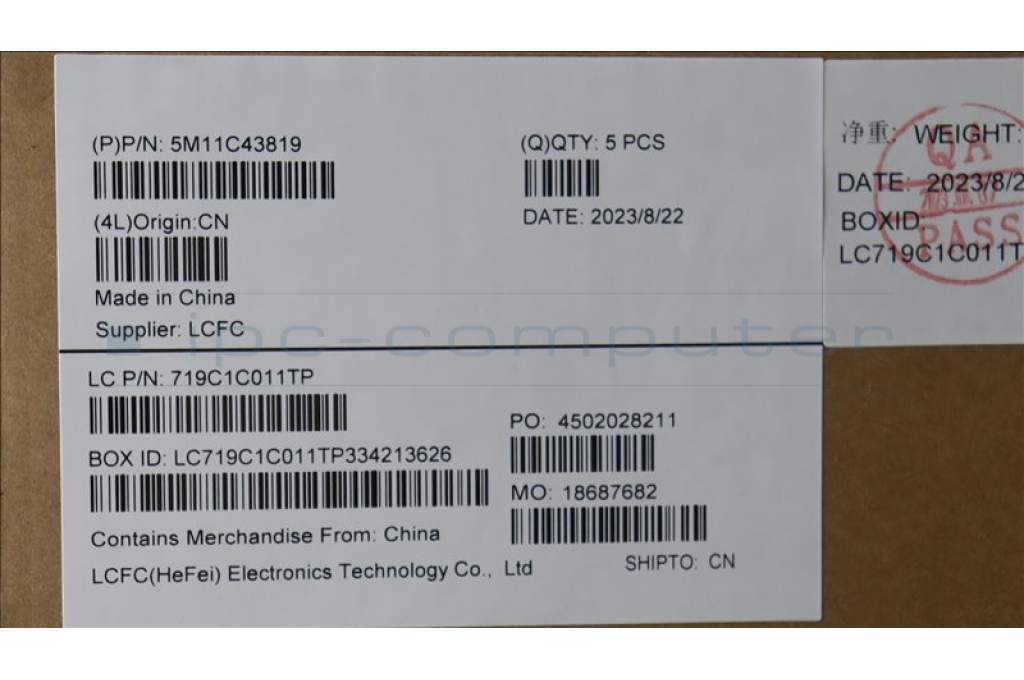 (P)P/N: 5M11C43819
(Q)QTY: 5 PCS
(4L)Origin:CN
DATE: 2023/8/22
Made in China
Supplier: LCFC
LC P/N: 719C1C011TP
PO: 4502028211
BOX ID: LC719C1C011TP334213626
MO: 18687682
Contains Merchandise From: China
LCFC(HeFei) Electronics Technology Co., Ltd
SHIPTO: CN
净重: WEIGHT:
DATE: 2023/8/2
BOXID:
LC719C1C011T
QA
PASS
ipc-computer